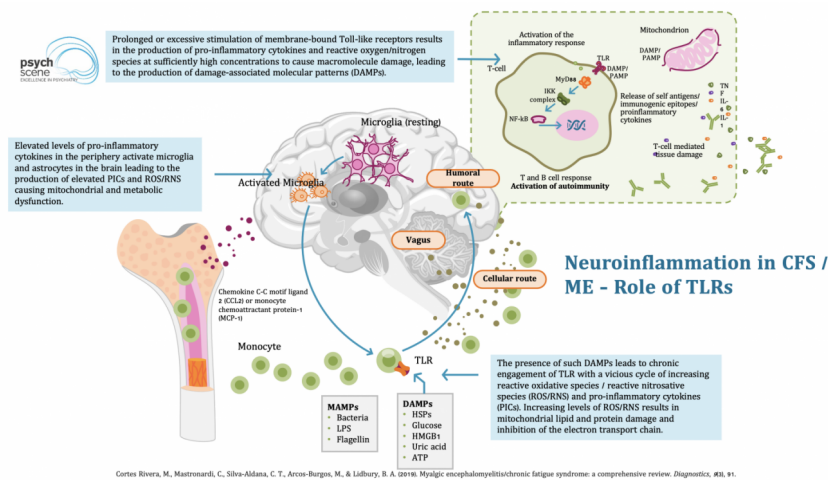 psych
scene
EXCELLENCE IN PSYCHIATRY
Prolonged or excessive stimulation of membrane-bound Toll-like receptors results
in the production of pro-inflammatory cytokines and reactive oxygen/nitrogen
species at sufficiently high concentrations to cause macromolecule damage, leading
to the production of damage-associated molecular patterns (DAMPs).
Activation of the
inflammatory response
Mitochondrion
DAMP/
PAMP
T-cell
TLR
DAMP/
PAMP
MyD88
IKK
complex
NF-kB
Release of self antigens/
immunogenic epitopes/
proinflammatory
cytokines
TN
F
IL-
6
IL-
1
T-cell mediated
tissue damage
T and B cell response
Activation of autoimmunity
Microglia (resting)
Elevated levels of pro-inflammatory
cytokines in the periphery activate microglia
and astrocytes in the brain leading to the
production of elevated PICs and ROS/RNS
causing mitochondrial and metabolic
dysfunction.
Activated Microglia
Humoral
route
Vagus
Cellular route
Neuroinflammation in CFS /
ME - Role of TLRs
Chemokine C-C motif ligand
2 (CCL2) or monocyte
chemoattractant protein-1
(MCP-1)
Monocyte
TLR
The presence of such DAMPs leads to chronic
engagement of TLR with a vicious cycle of increasing
reactive oxidative species / reactive nitrosative
species (ROS/RNS) and pro-inflammatory cytokines
(PICs). Increasing levels of ROS/RNS results in
mitochondrial lipid and protein damage and
inhibition of the electron transport chain.
MAMPs
• Bacteria
• LPS
• Flagellin
DAMPs
• HSPs
• Glucose
• HMGB1
• Uric acid
• ATP
Cortes Rivera, M., Mastronardi, C., Silva-Aldana, C. T., Arcos-Burgos, M., & Lidbury, B. A. (2019). Myalgic encephalomyelitis/chronic fatigue syndrome: a comprehensive review. Diagnostics, 9(3), 91.